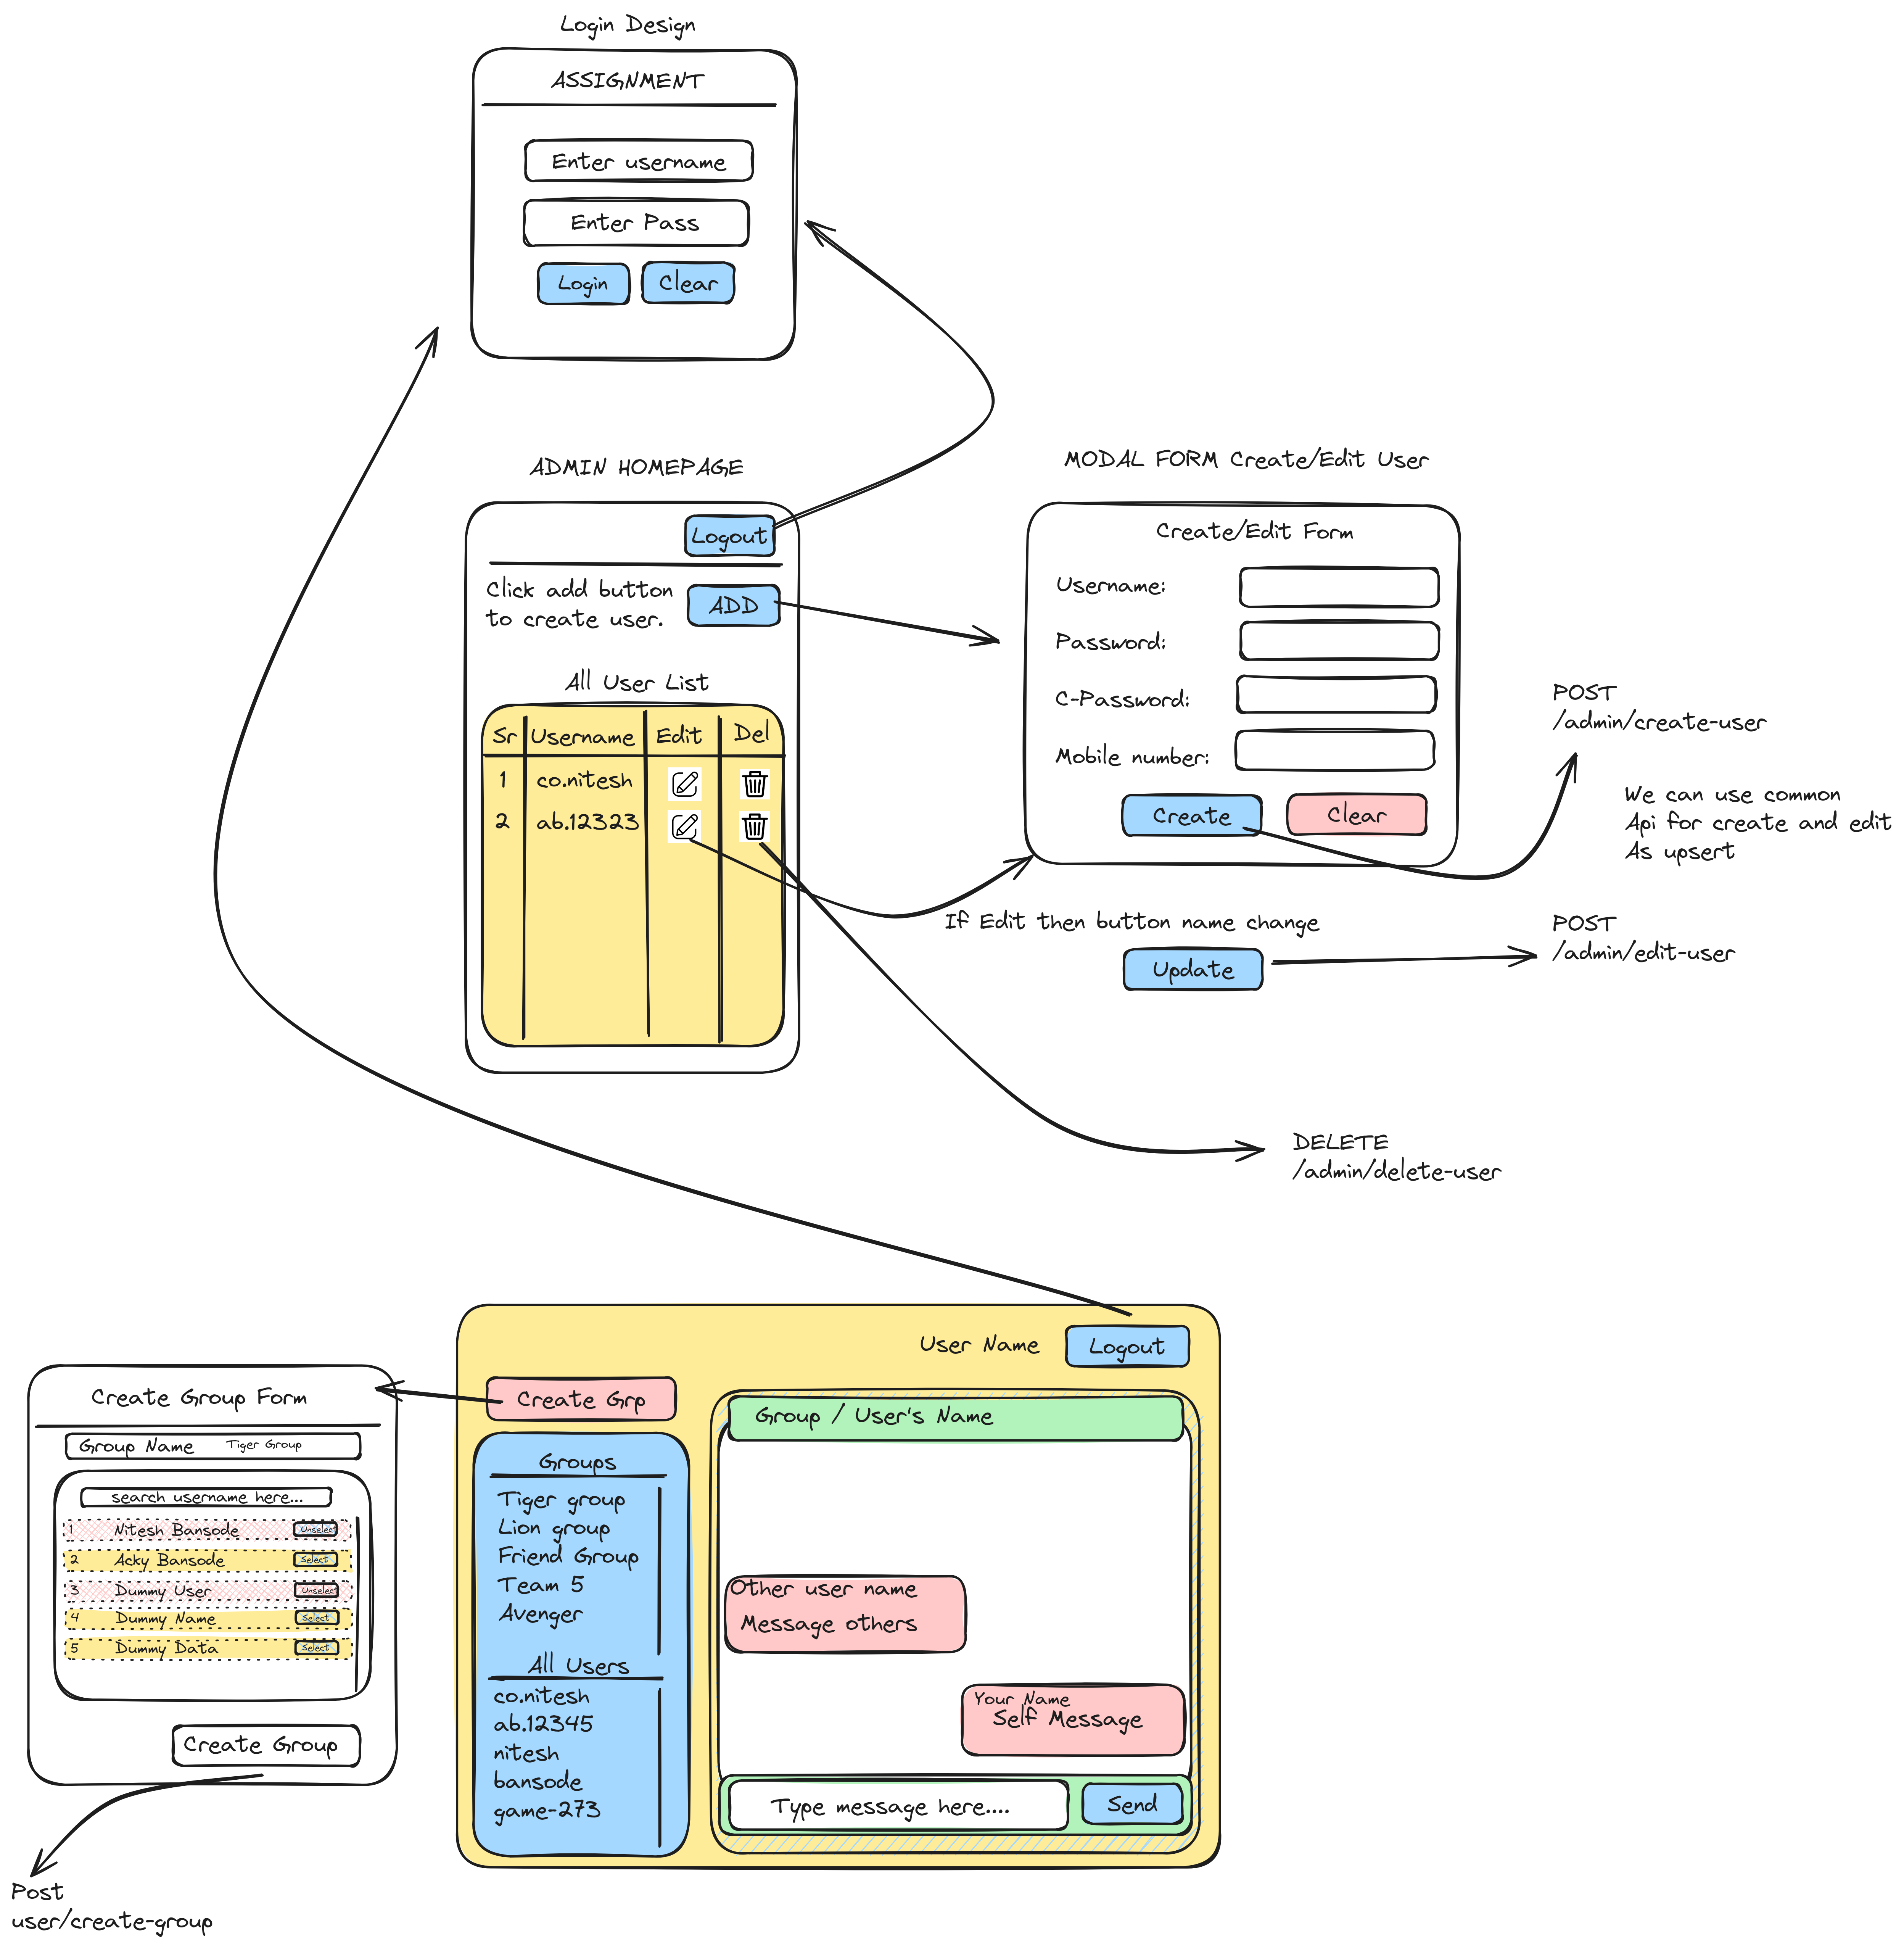 Login Design
ASSIGNMENT
Enter username
Enter Pass
Login
Clear
ADMIN HOMEPAGE
Logout
Click add button
to create user.
ADD
All User List
Sr Username Edit Del
1 co.nitesh
2 ab.12323
MODAL FORM Create/Edit User
Create/Edit Form
Username:
Password:
C-Password:
Mobile number:
Create
Clear
POST
/admin/create-user
We can use common
Api for create and edit
As upsert
If Edit then button name change
Update
POST
/admin/edit-user
DELETE
/admin/delete-user
User Name
Logout
Create Grp
Groups
Tiger group
Lion group
Friend Group
Team 5
Avenger
All Users
co.nitesh
ab.12345
nitesh
bansode
game-273
Group / User's Name
Other user name
Message others
Your Name
Self Message
Type message here....
Send
Create Group Form
Group Name Tiger Group
search username here...
1 Nitesh Bansode Unselect
2 Acky Bansode Select
3 Dummy User Unselect
4 Dummy Name Select
5 Dummy Data Select
Create Group
Post
user/create-group